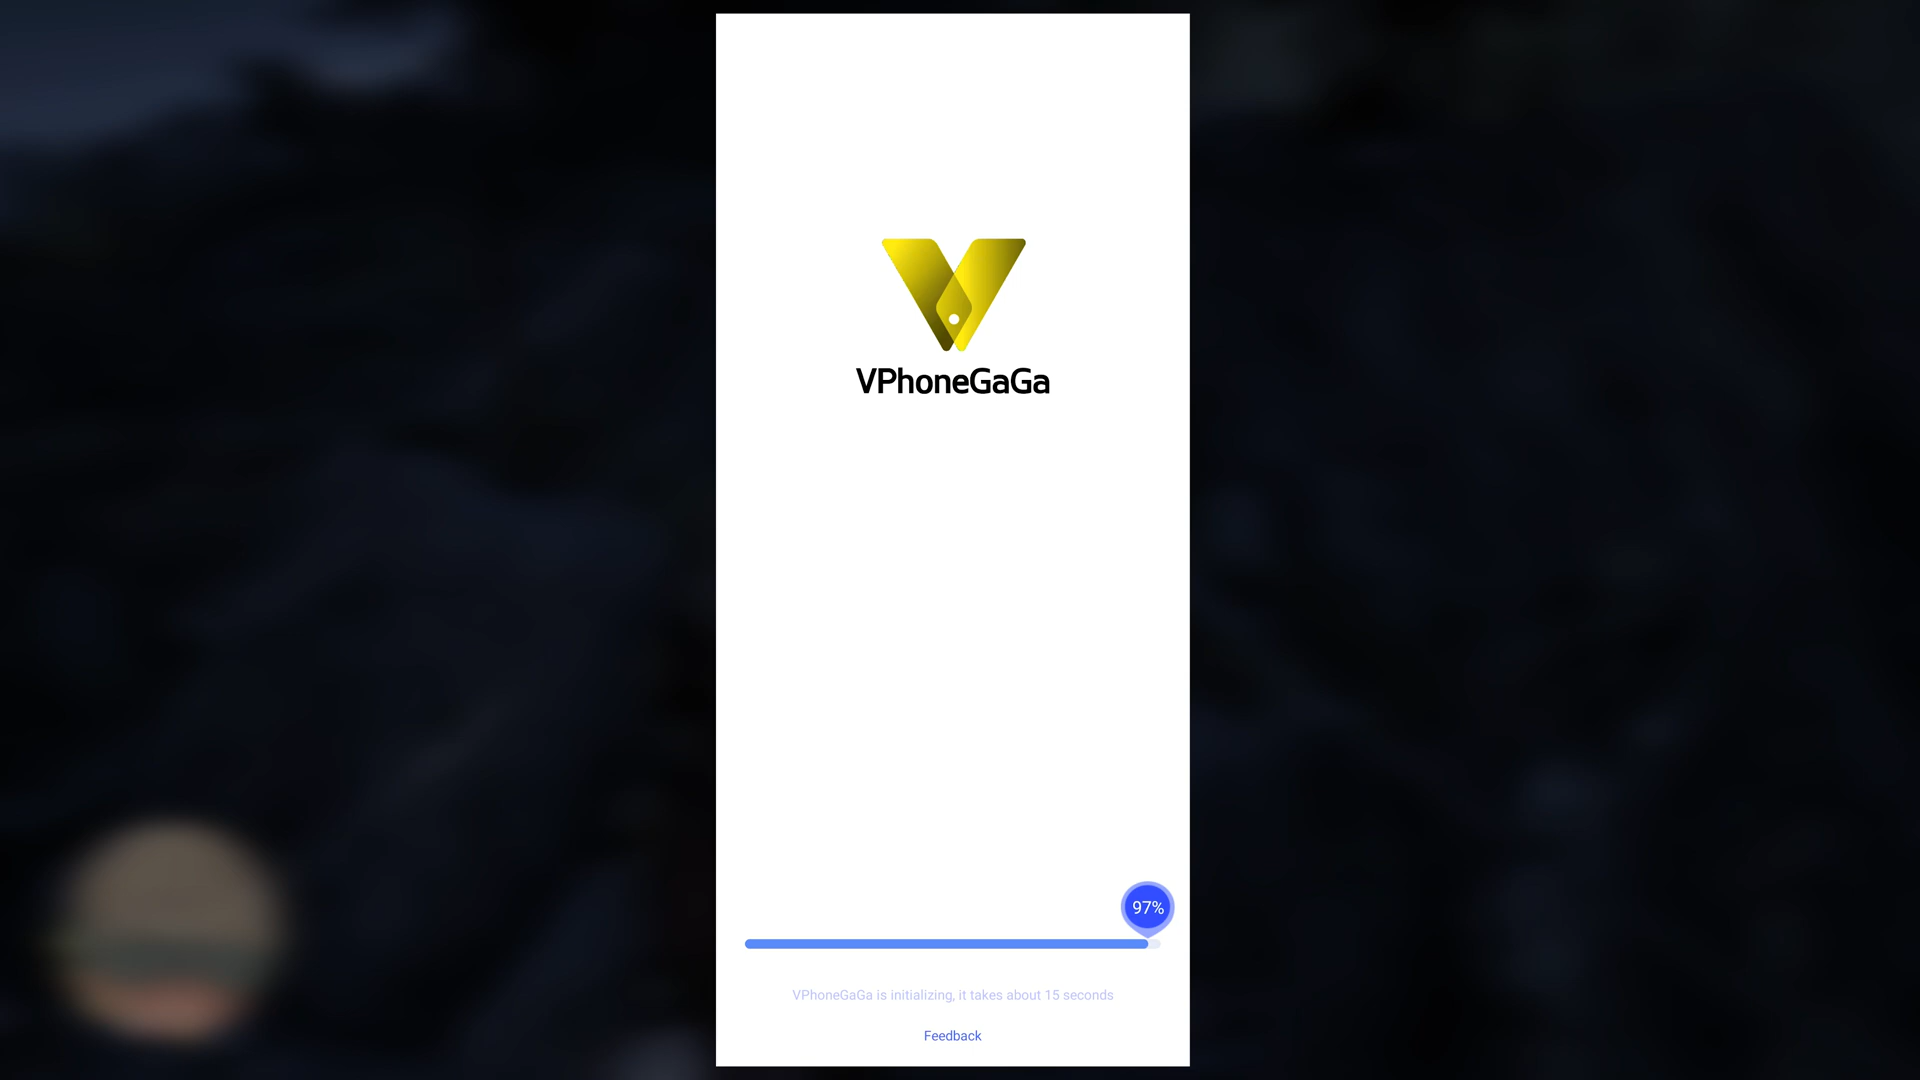 VPhoneGaGa
97%
VPhoneGaGa is initializing, it takes about 15 seconds
Feedback